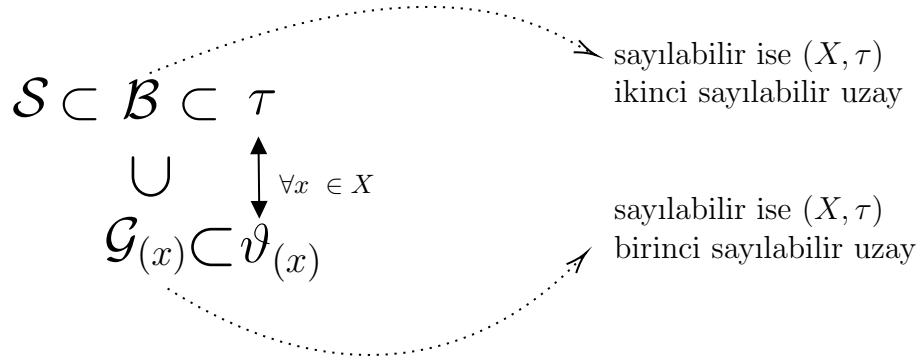 sayılabilir ise (X, τ)
ikinci sayılabilir uzay
𝒮 ⊂ ℬ ⊂ τ
∪
∀x ∈ X
𝒢(x) ⊂ ϑ(x)
sayılabilir ise (X, τ)
birinci sayılabilir uzay